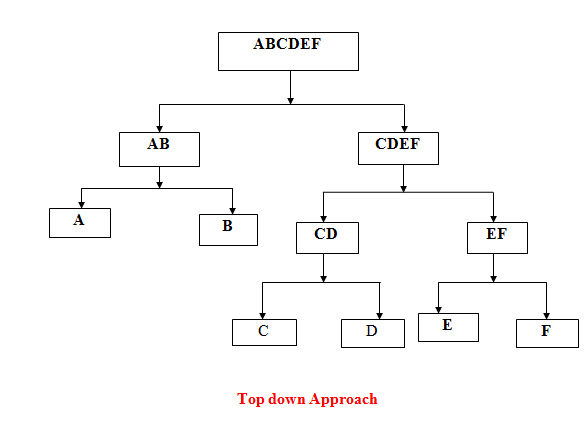 ABCDEF
AB
CDEF
A
B
CD
EF
C
D
E
F
Top down Approach